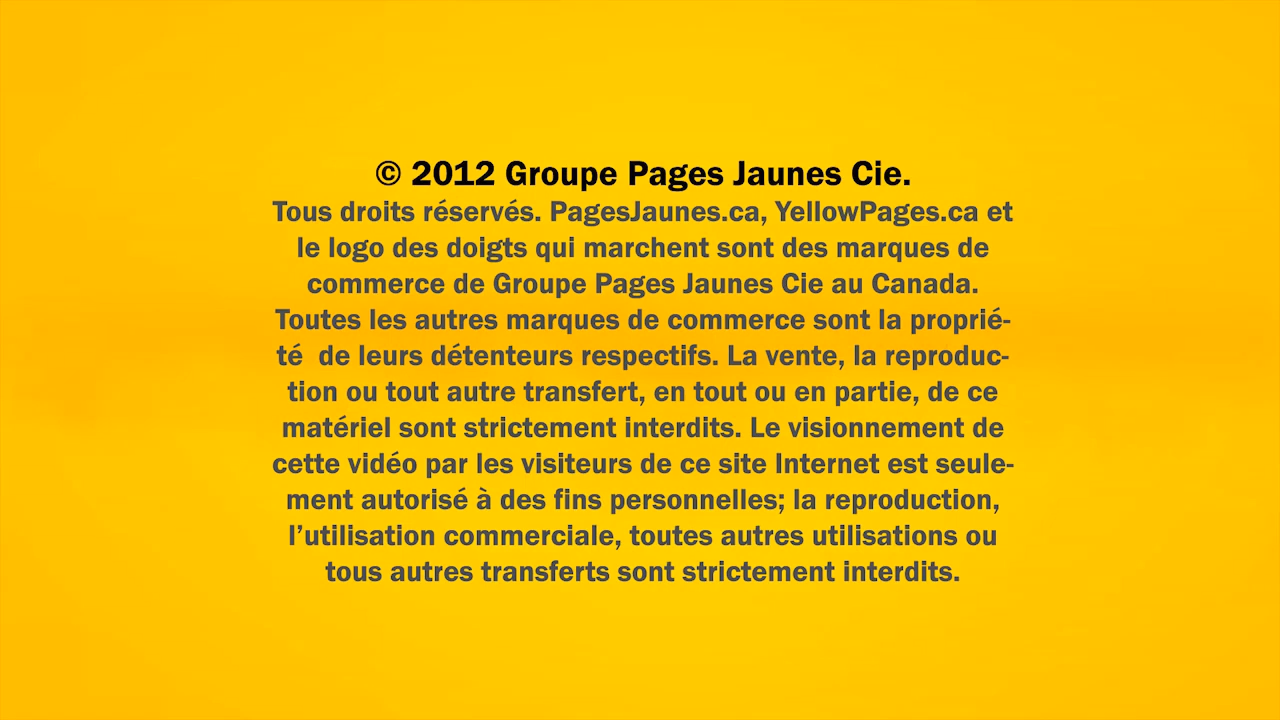 © 2012 Groupe Pages Jaunes Cie.
Tous droits réservés. PagesJaunes.ca, YellowPages.ca et
le logo des doigts qui marchent sont des marques de
commerce de Groupe Pages Jaunes Cie au Canada.
Toutes les autres marques de commerce sont la proprié-
té  de leurs détenteurs respectifs. La vente, la reproduc-
tion ou tout autre transfert, en tout ou en partie, de ce
matériel sont strictement interdits. Le visionnement de
cette vidéo par les visiteurs de ce site Internet est seule-
ment autorisé à des fins personnelles; la reproduction,
l’utilisation commerciale, toutes autres utilisations ou
tous autres transferts sont strictement interdits.